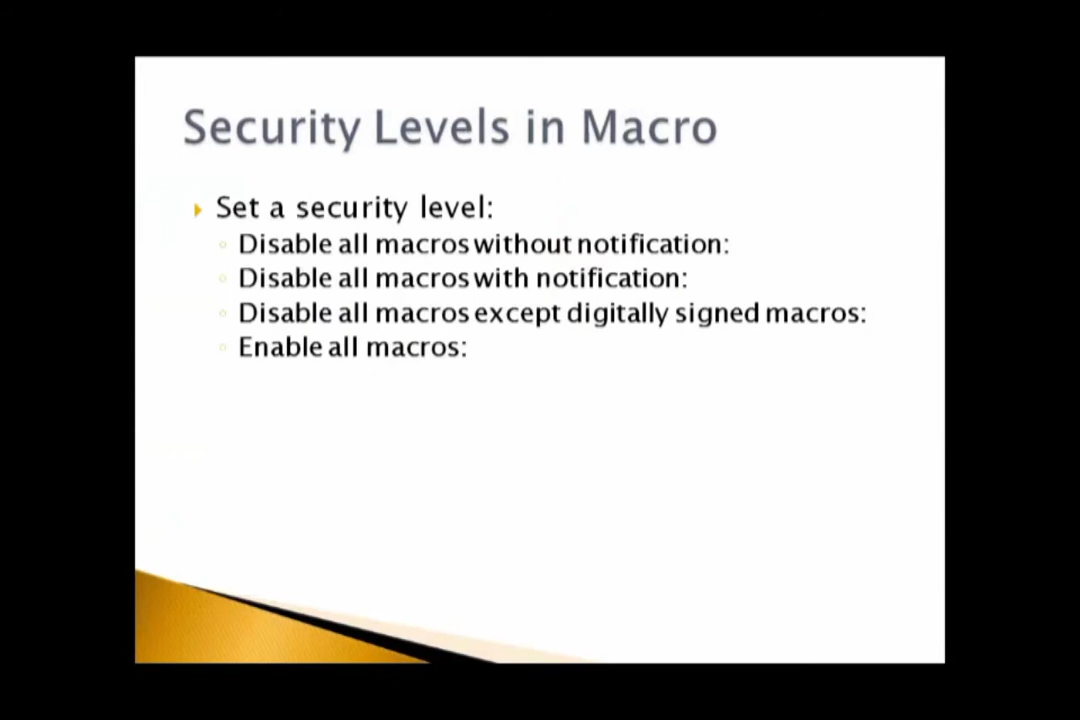 Security Levels in Macro
Set a security level:
Disable all macros without notification:
Disable all macros with notification:
Disable all macros except digitally signed macros:
Enable all macros: